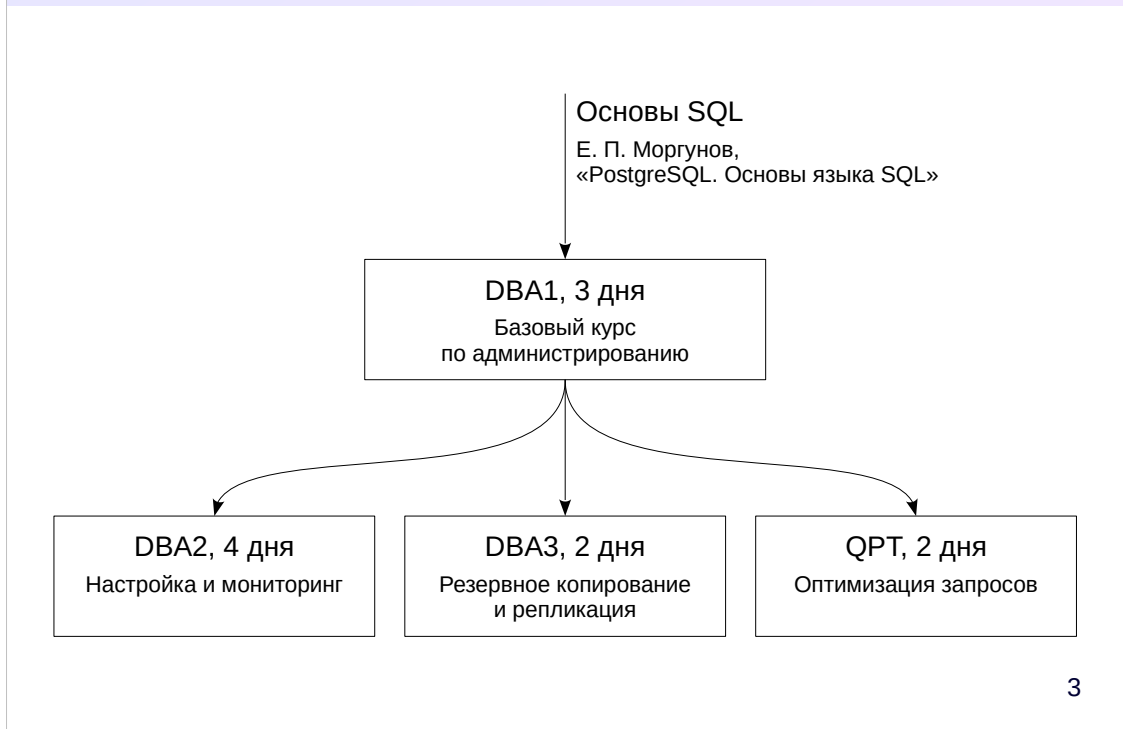 Основы SQL
Е. П. Моргунов,
«PostgreSQL. Основы языка SQL»
DBA1, 3 дня
Базовый курс
по администрированию
DBA2, 4 дня
Настройка и мониторинг
DBA3, 2 дня
Резервное копирование
и репликация
QPT, 2 дня
Оптимизация запросов
3